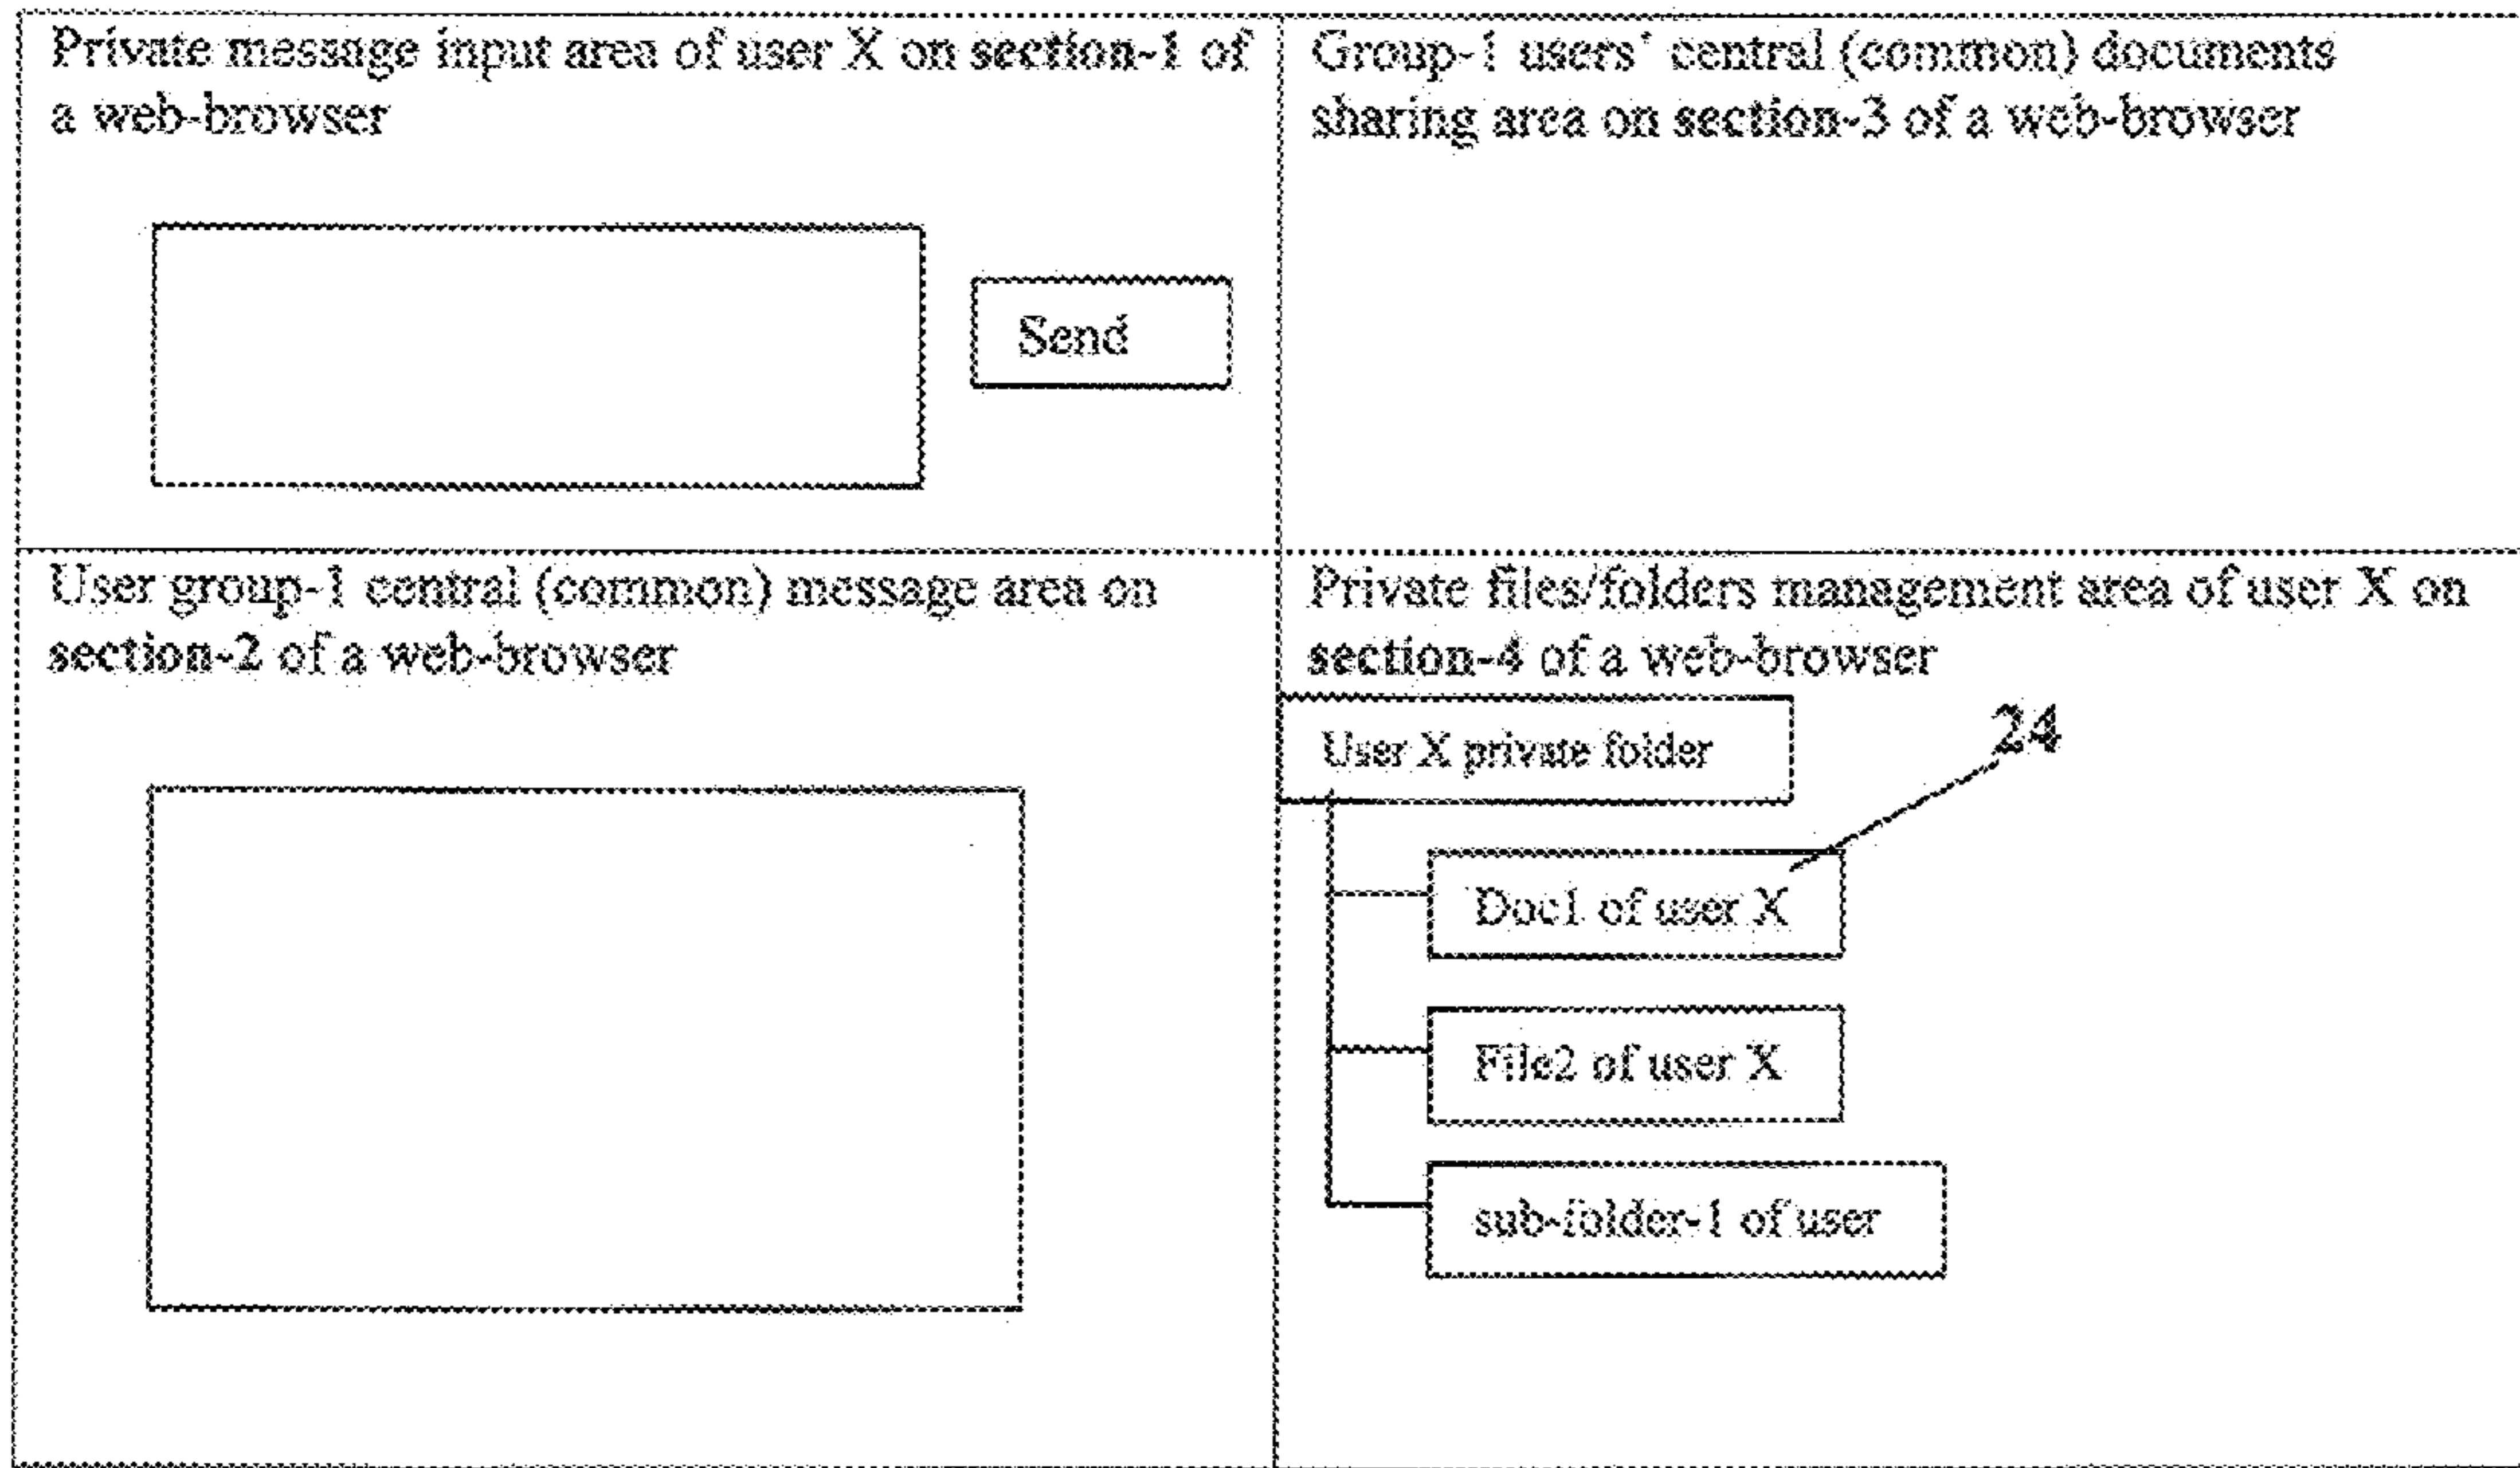 Private message input area of user X on section-1 of
a web-browser
Send
Group-1 users' central (common) documents
sharing area on section-3 of a web-browser
User group-1 central (common) message area on
section-2 of a web-browser
Private files/folders management area of user X on
section-4 of a web-browser
User X private folder
24
Doc1 of user X
File2 of user X
sub-folder-1 of user